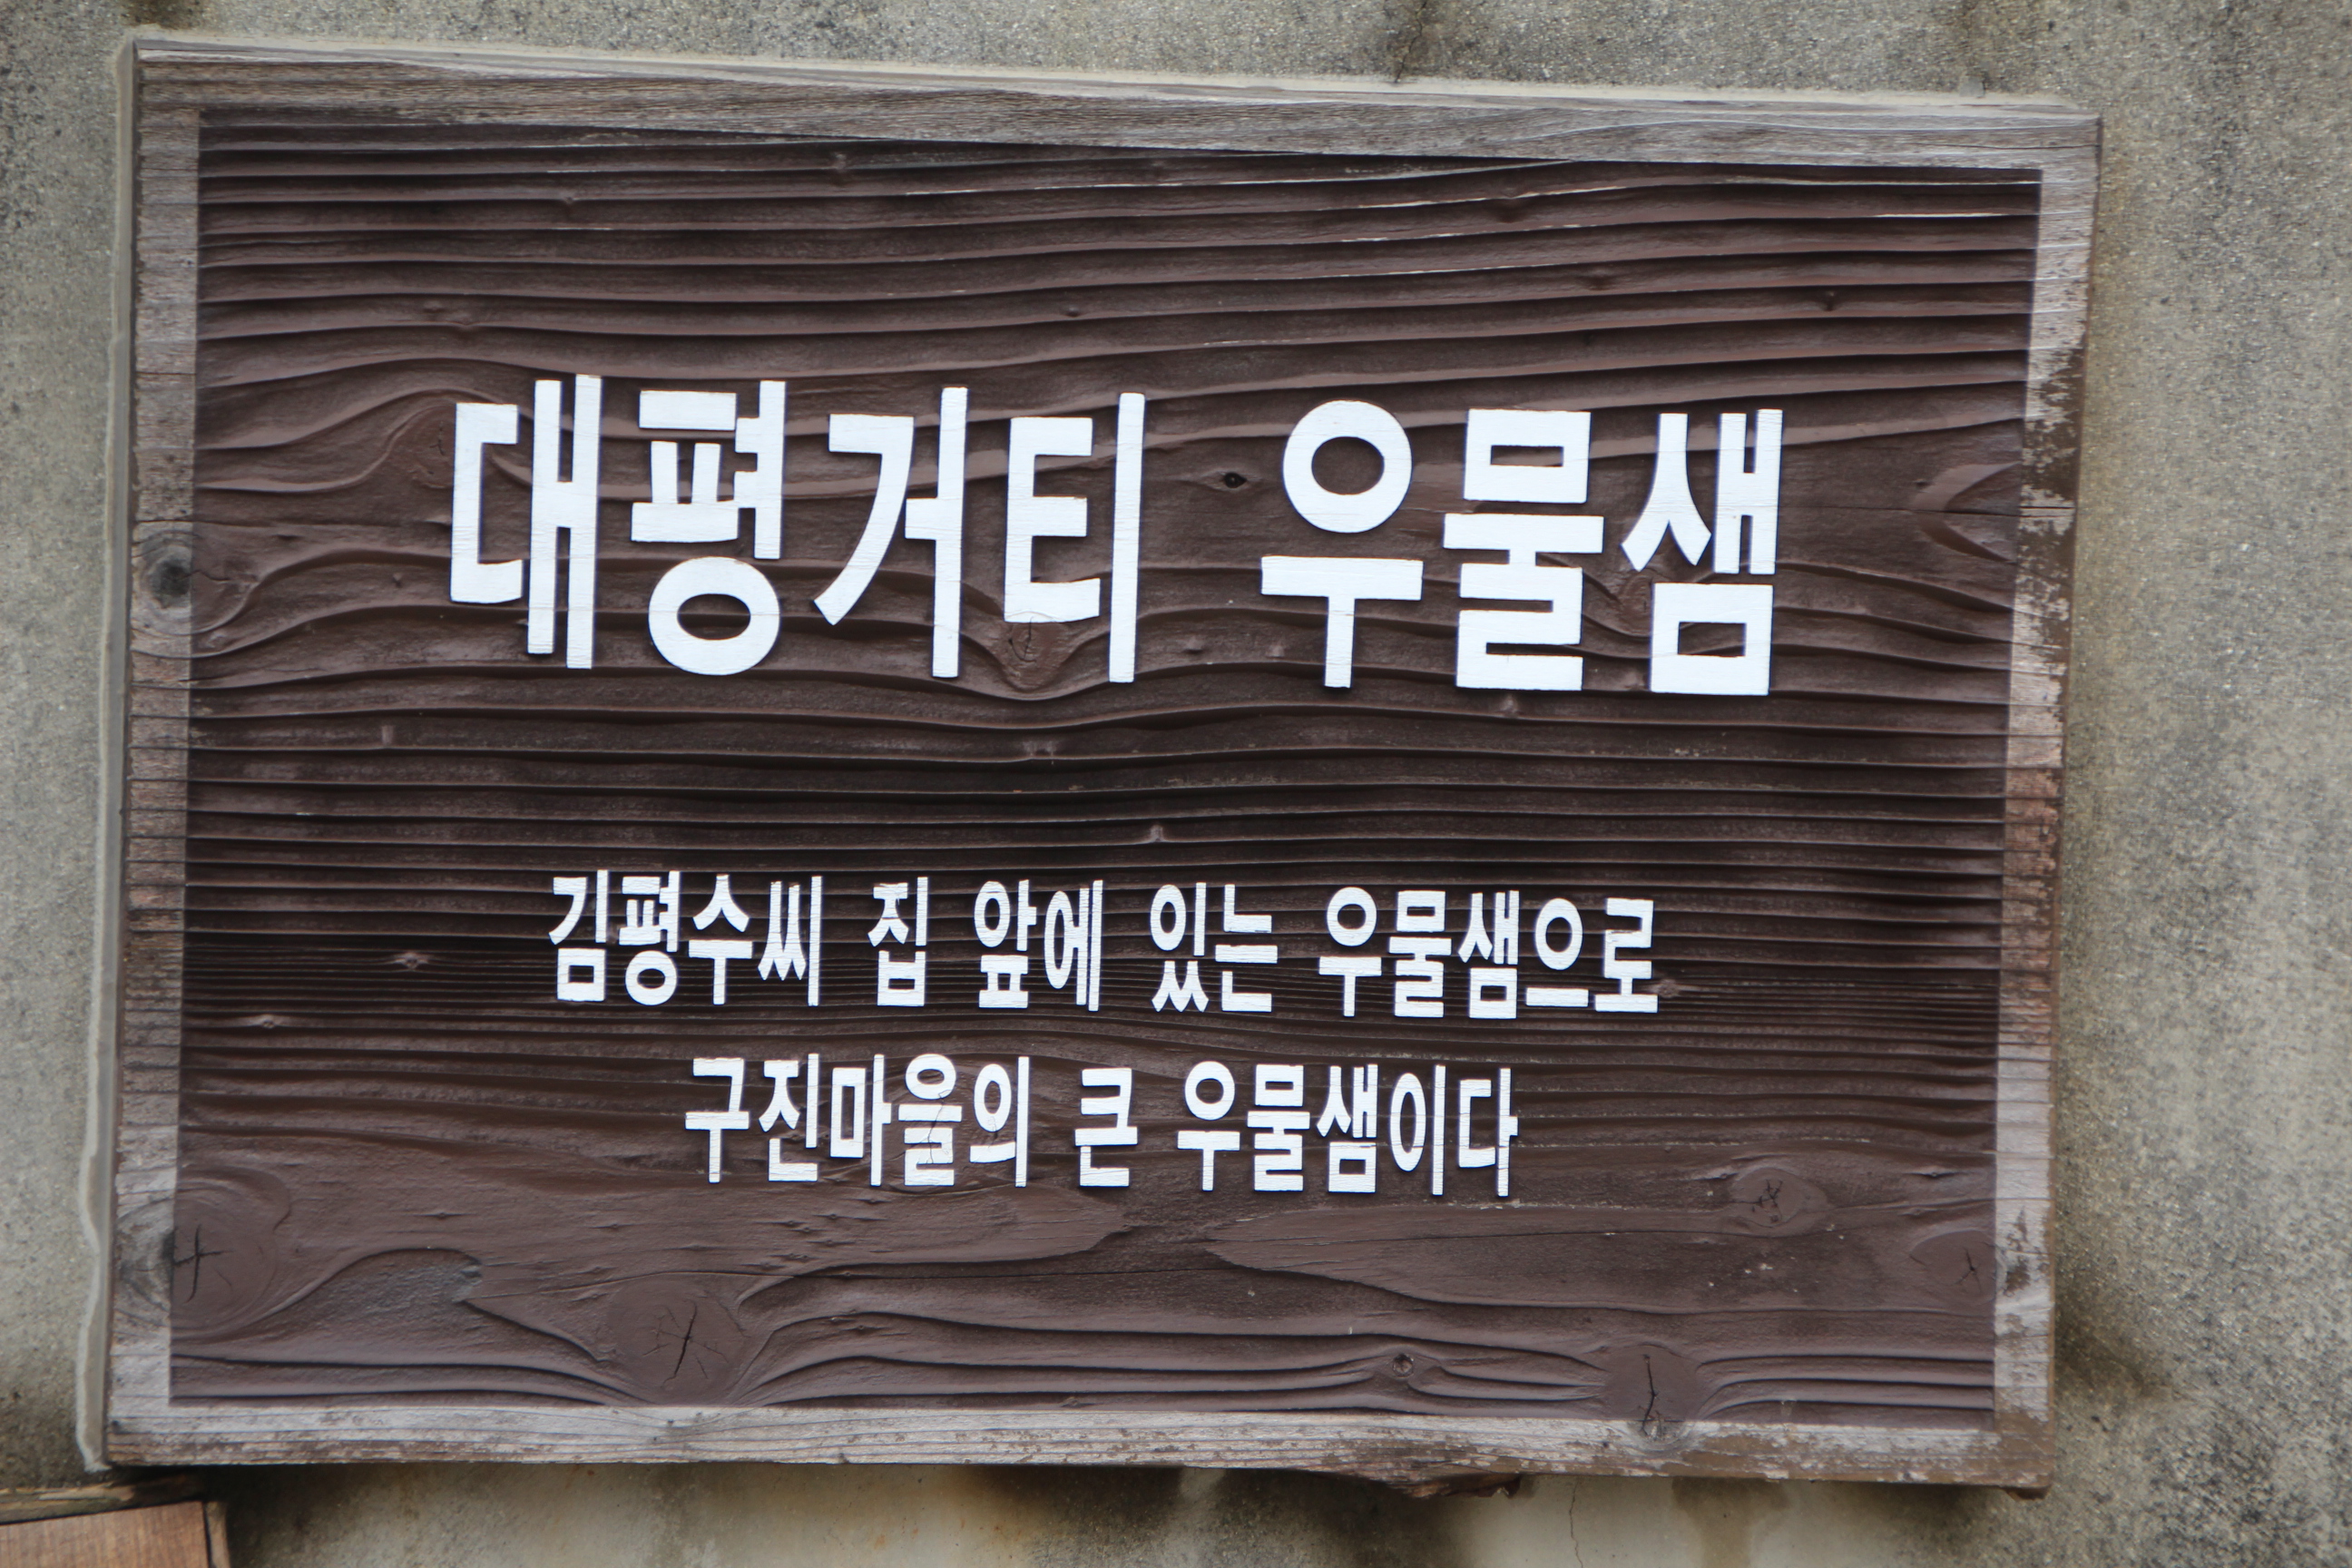 대평거티 우물샘
김평수씨 집 앞에 있는 우물샘으로
구진마을의 큰 우물샘이다